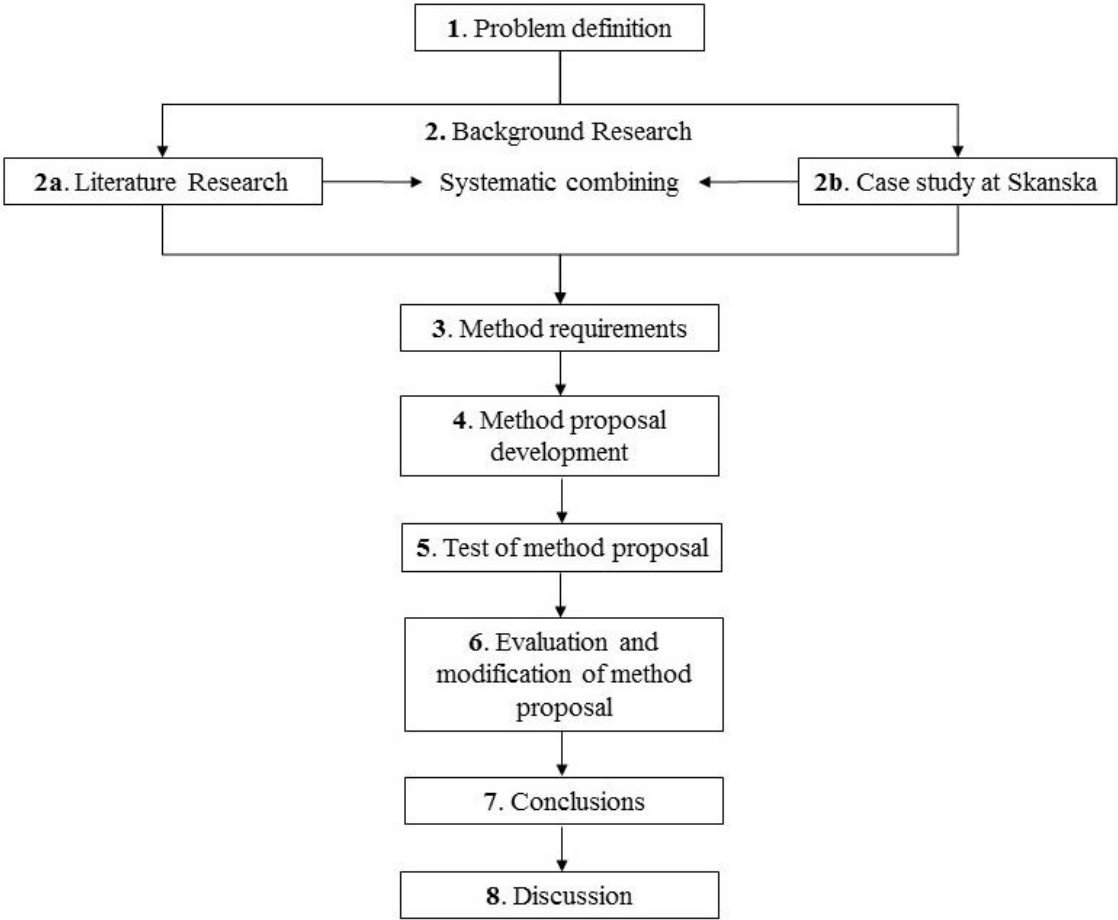 1. Problem definition
2. Background Research
2a. Literature Research
Systematic combining
2b. Case study at Skanska
3. Method requirements
4. Method proposal
development
5. Test of method proposal
6. Evaluation and
modification of method
proposal
7. Conclusions
8. Discussion